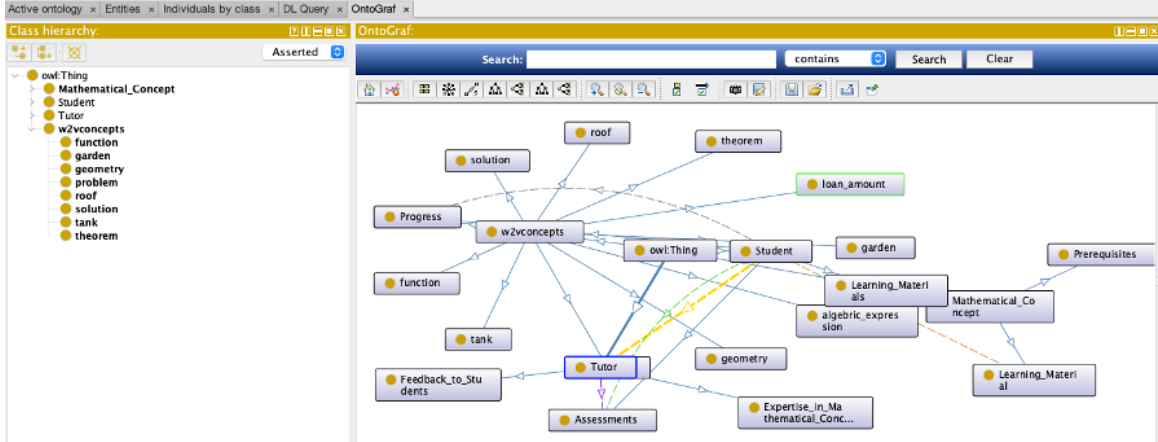 Active ontology × Entities × Individuals by class × DL Query × OntoGraf ×
Class hierarchy:
OntoGraf:
Asserted
owl:Thing
Mathematical_Concept
Student
Tutor
w2vconcepts
function
garden
geometry
problem
roof
solution
tank
theorem
Search: contains Search Clear
roof
theorem
solution
loan_amount
Progress
w2vconcepts
owl:Thing
Student
garden
Prerequisites
function
Learning_Materi
als
Mathematical_Co
ncept
algebric_expres
sion
tank
geometry
Tutor
Learning_Materi
al
Feedback_to_Stu
dents
Expertise_in_Ma
thematical_Conc...
Assessments